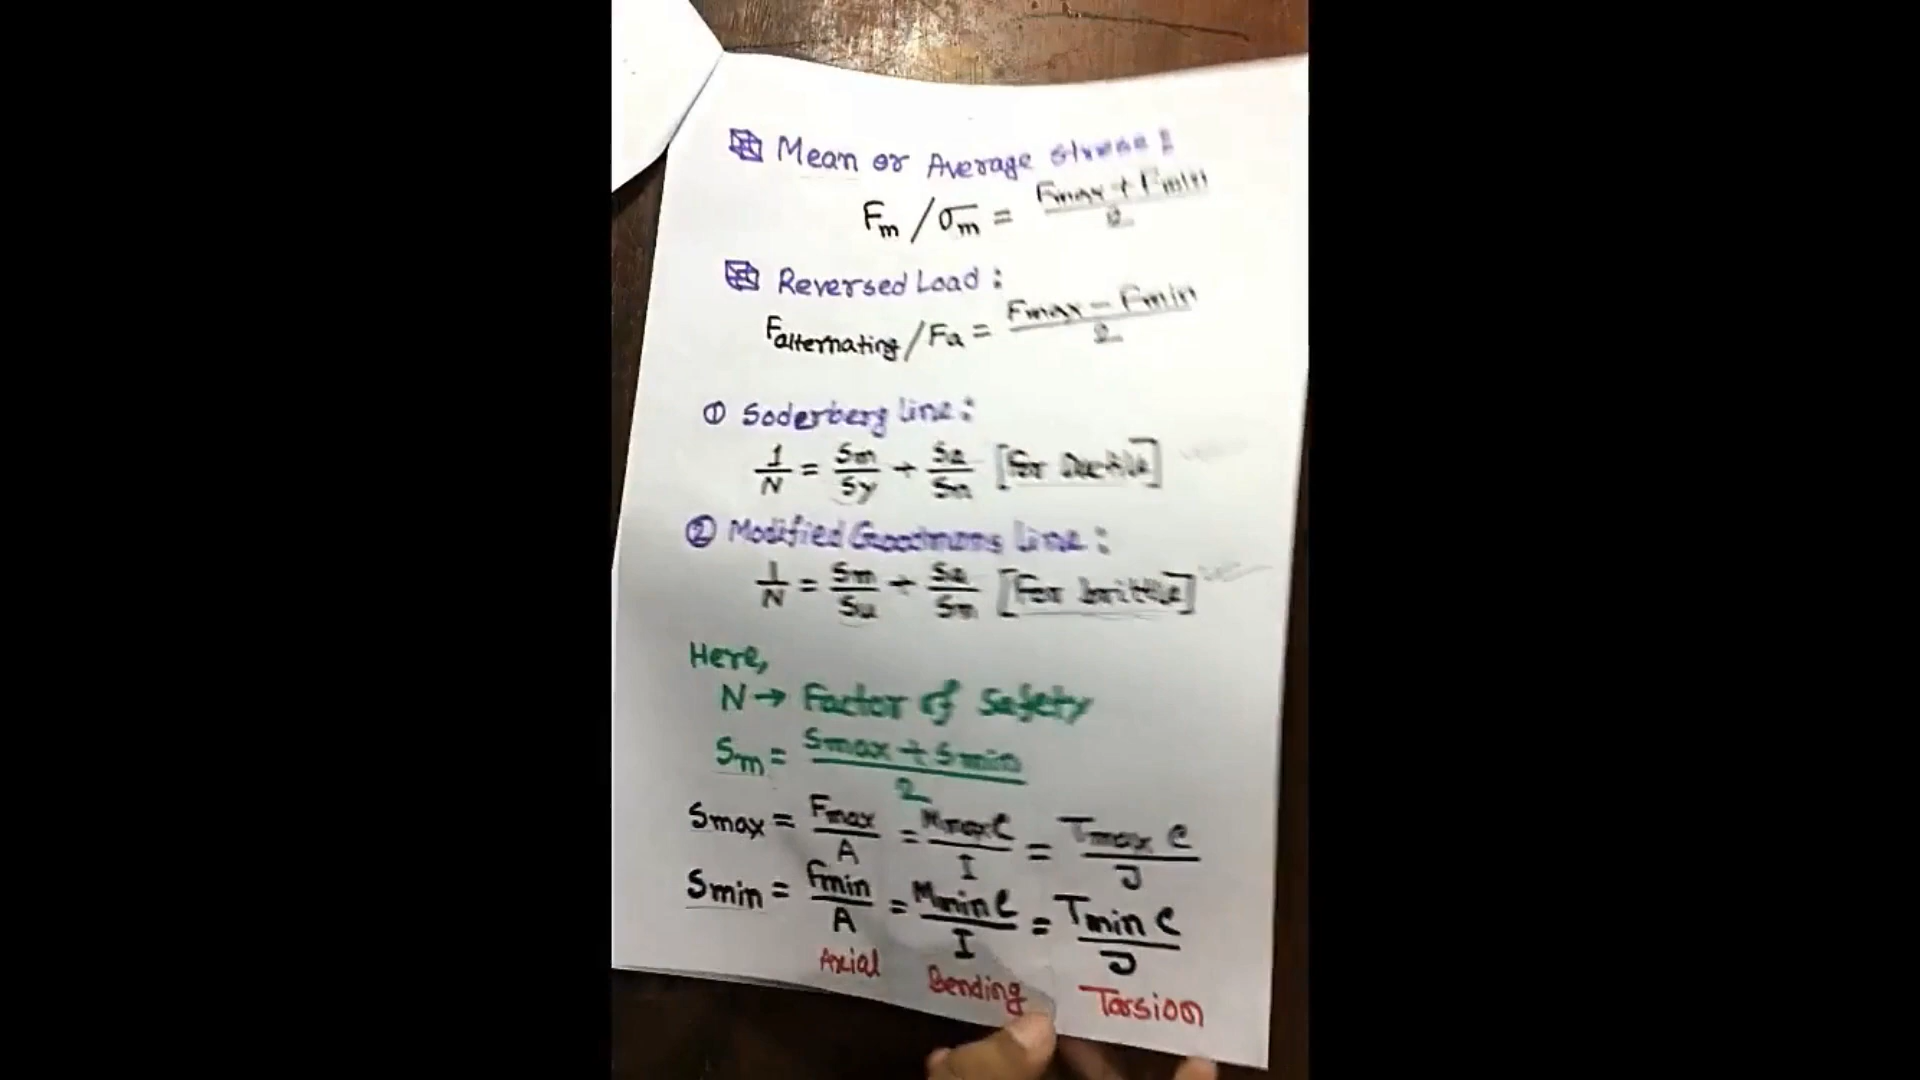 Mean or Average stress:
Fm / σm = Fmax + Fmin / 2
Reversed Load:
Falternating / Fa = Fmax - Fmin / 2
① Soderberg line:
1/N = Sm/Sy + Sa/Sn [For Ductile]
② Modified Goodmans line:
1/N = Sm/Su + Sa/Sn [For brittle]
Here,
N → Factor of Safety
Sm = Smax + Smin / 2
Smax = Fmax/A = Mmax C/I = Tmax C/J
Smin = Fmin/A = Mmin C/I = Tmin C/J
Axial Bending Torsion